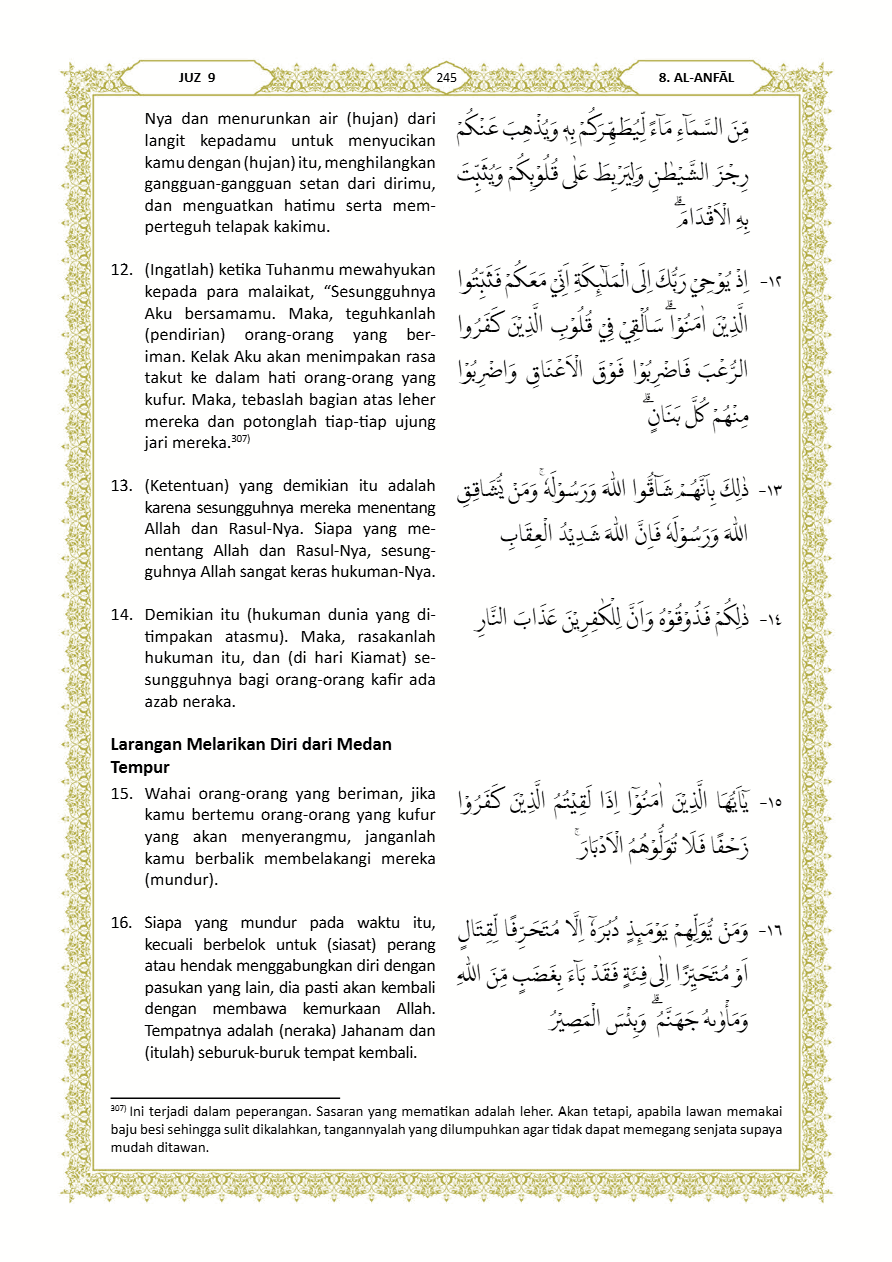 JUZ 9
245
8. AL-ANFĀL
Nya dan menurunkan air (hujan) dari
langit kepadamu untuk menyucikan
kamu dengan (hujan) itu, menghilangkan
gangguan-gangguan setan dari dirimu,
dan menguatkan hatimu serta mem-
perteguh telapak kakimu.
مِّنَ السَّمَاۤءِ مَاۤءً لِّيُطَهِّرَكُمْ بِهٖ وَيُذْهِبَ عَنْكُمْ
رِجْزَ الشَّيْطٰنِ وَلِيَرْبِطَ عَلٰى قُلُوْبِكُمْ وَيُثَبِّتَ
بِهِ الْاَقْدَامَۗ
12. (Ingatlah) ketika Tuhanmu mewahyukan
kepada para malaikat, “Sesungguhnya
Aku bersamamu. Maka, teguhkanlah
(pendirian) orang-orang yang ber-
iman. Kelak Aku akan menimpakan rasa
takut ke dalam hati orang-orang yang
kufur. Maka, tebaslah bagian atas leher
mereka dan potonglah tiap-tiap ujung
jari mereka.³⁰⁷⁾
١٢- اِذْ يُوْحِيْ رَبُّكَ اِلَى الْمَلٰۤىِٕكَةِ اَنِّيْ مَعَكُمْ فَثَبِّتُوا
الَّذِيْنَ اٰمَنُوْاۗ سَاُلْقِيْ فِيْ قُلُوْبِ الَّذِيْنَ كَفَرُوا
الرُّعْبَ فَاضْرِبُوْا فَوْقَ الْاَعْنَاقِ وَاضْرِبُوْا
مِنْهُمْ كُلَّ بَنَانٍۗ
13. (Ketentuan) yang demikian itu adalah
karena sesungguhnya mereka menentang
Allah dan Rasul-Nya. Siapa yang me-
nentang Allah dan Rasul-Nya, sesung-
guhnya Allah sangat keras hukuman-Nya.
١٣- ذٰلِكَ بِاَنَّهُمْ شَاۤقُّوا اللّٰهَ وَرَسُوْلَهٗۚ وَمَنْ يُّشَاقِقِ
اللّٰهَ وَرَسُوْلَهٗ فَاِنَّ اللّٰهَ شَدِيْدُ الْعِقَابِ
14. Demikian itu (hukuman dunia yang di-
timpakan atasmu). Maka, rasakanlah
hukuman itu, dan (di hari Kiamat) se-
sungguhnya bagi orang-orang kafir ada
azab neraka.
١٤- ذٰلِكُمْ فَذُوْقُوْهُ وَاَنَّ لِلْكٰفِرِيْنَ عَذَابَ النَّارِ
Larangan Melarikan Diri dari Medan
Tempur
15. Wahai orang-orang yang beriman, jika
kamu bertemu orang-orang yang kufur
yang akan menyerangmu, janganlah
kamu berbalik membelakangi mereka
(mundur).
١٥- يٰٓاَيُّهَا الَّذِيْنَ اٰمَنُوْٓا اِذَا لَقِيْتُمُ الَّذِيْنَ كَفَرُوْا
زَحْفًا فَلَا تُوَلُّوْهُمُ الْاَدْبَارَۚ
16. Siapa yang mundur pada waktu itu,
kecuali berbelok untuk (siasat) perang
atau hendak menggabungkan diri dengan
pasukan yang lain, dia pasti akan kembali
dengan membawa kemurkaan Allah.
Tempatnya adalah (neraka) Jahanam dan
(itulah) seburuk-buruk tempat kembali.
١٦- وَمَنْ يُّوَلِّهِمْ يَوْمَىِٕذٍ دُبُرَهٗٓ اِلَّا مُتَحَرِّفًا لِّقِتَالٍ
اَوْ مُتَحَيِّزًا اِلٰى فِئَةٍ فَقَدْ بَاۤءَ بِغَضَبٍ مِّنَ اللّٰهِ
وَمَأْوٰىهُ جَهَنَّمُۗ وَبِئْسَ الْمَصِيْرُ
³⁰⁷⁾ Ini terjadi dalam peperangan. Sasaran yang mematikan adalah leher. Akan tetapi, apabila lawan memakai
baju besi sehingga sulit dikalahkan, tangannyalah yang dilumpuhkan agar tidak dapat memegang senjata supaya
mudah ditawan.